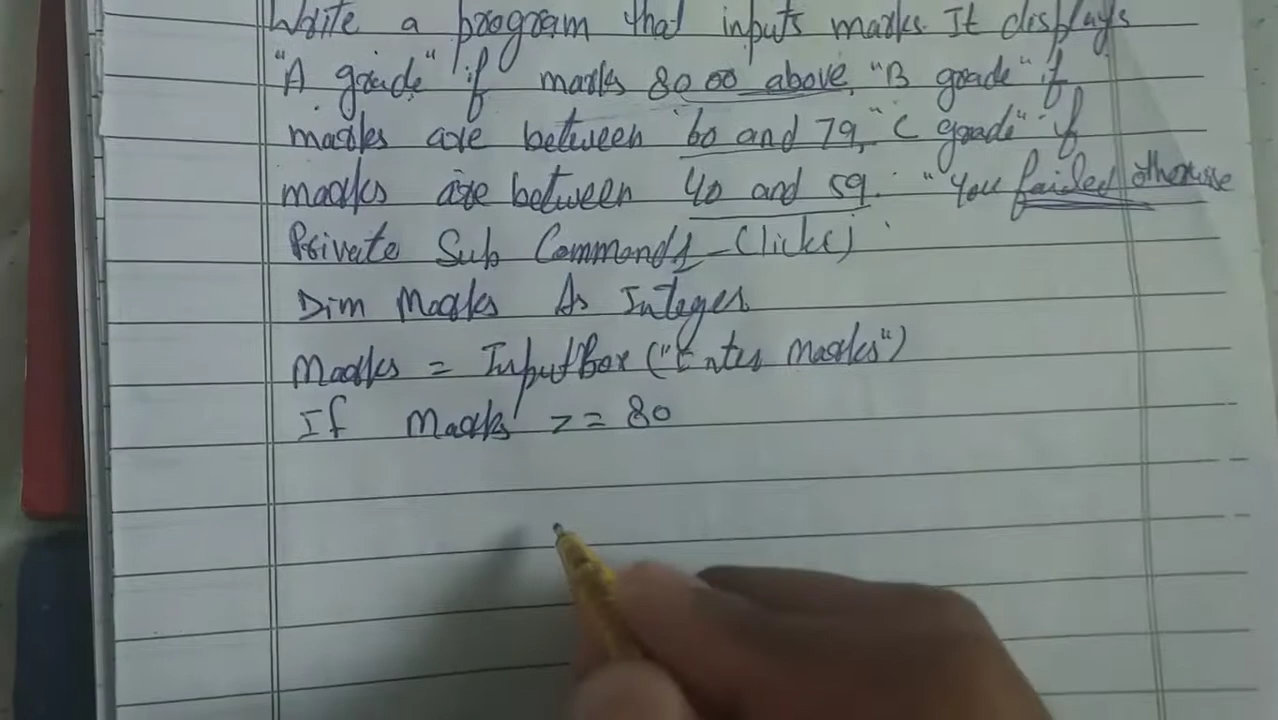 Write a program that inputs marks. It displays
"A grade" if marks 80 or above, "B grade" if
marks are between 60 and 79, "C grade" if
marks are between 40 and 59. "You failed otherwise
Private Sub Command1_Click()
Dim Marks As Integer
Marks = InputBox ("Enter Marks")
If Marks >= 80